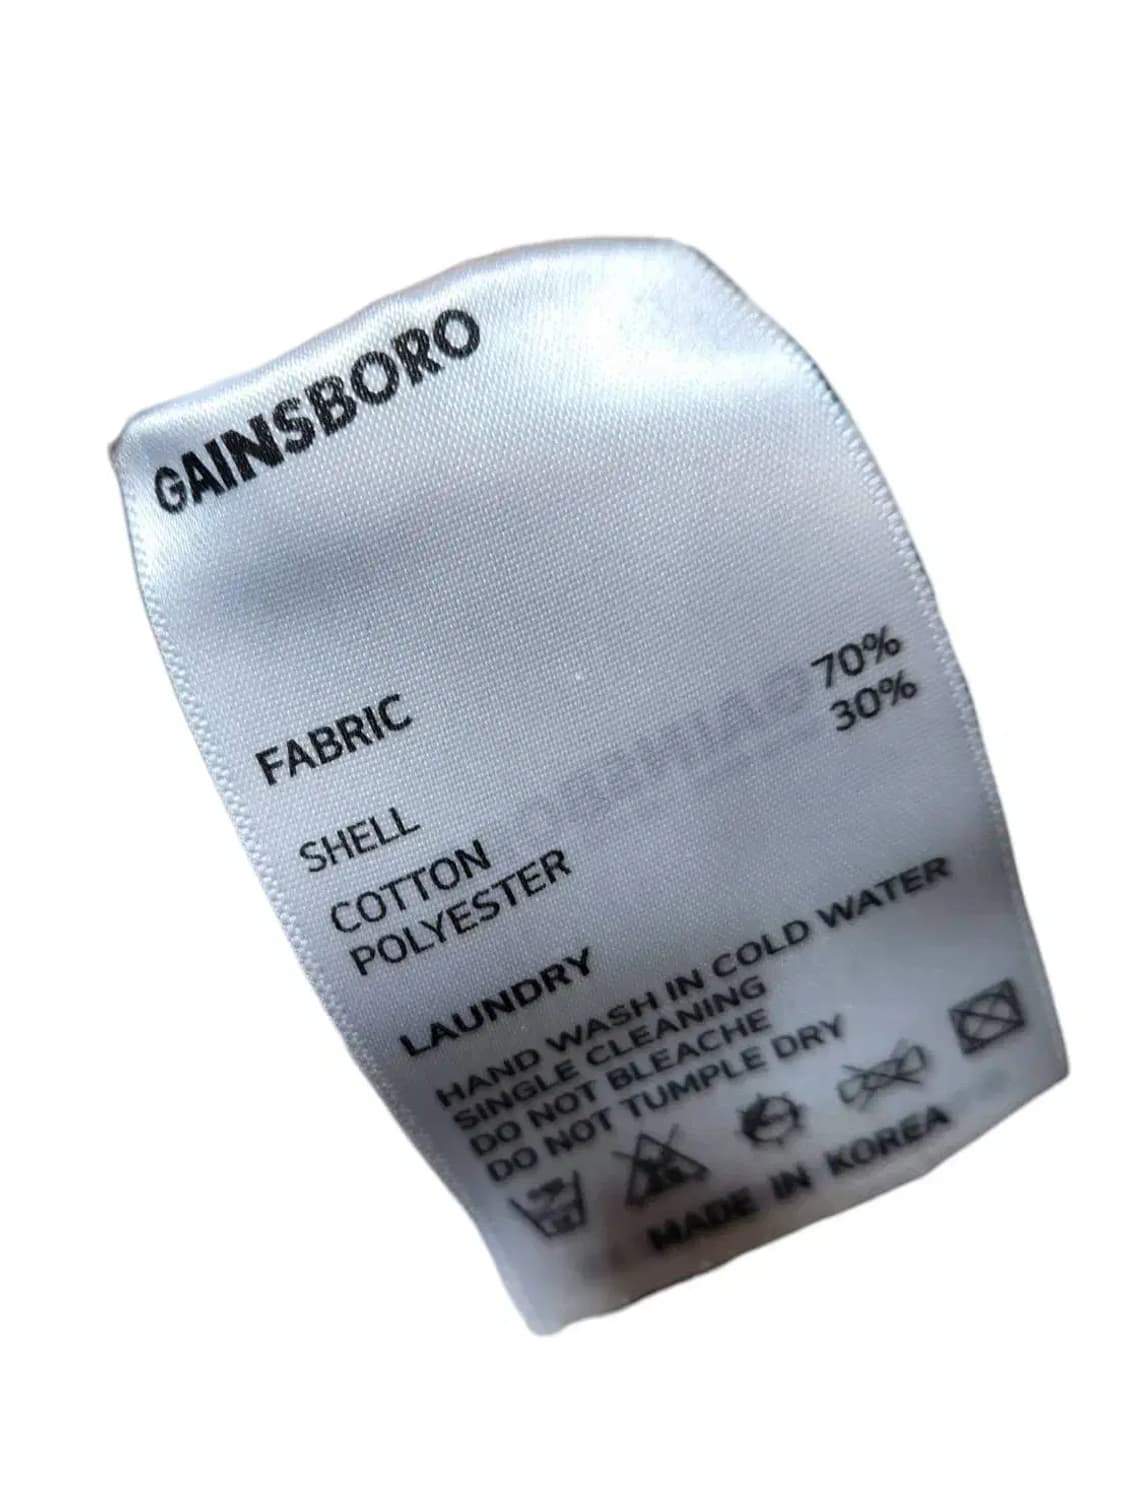 GAINSBORO
FABRIC
SHELL
COTTON 70%
POLYESTER 30%
LAUNDRY
HAND WASH IN COLD WATER
SINGLE CLEANING
DO NOT BLEACHE
DO NOT TUMPLE DRY
MADE IN KOREA